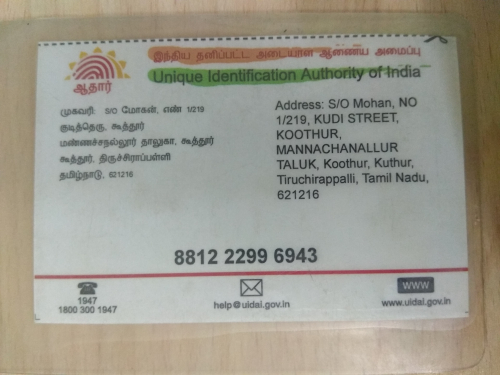 இந்திய தனிப்பட்ட அடையாள ஆணைய அமைப்பு
Unique Identification Authority of India
ஆதார்
முகவரி: S/O மோகன், எண் 1/219
குடித்தெரு, கூத்தூர்
மண்ணச்சநல்லூர் தாலுகா, கூத்தூர்
கூத்தூர், திருச்சிராப்பள்ளி
தமிழ்நாடு, 621216
Address: S/O Mohan, NO
1/219, KUDI STREET,
KOOTHUR,
MANNACHANALLUR
TALUK, Koothur, Kuthur,
Tiruchirappalli, Tamil Nadu,
621216
8812 2299 6943
1947
1800 300 1947
help@uidai.gov.in
www
www.uidai.gov.in